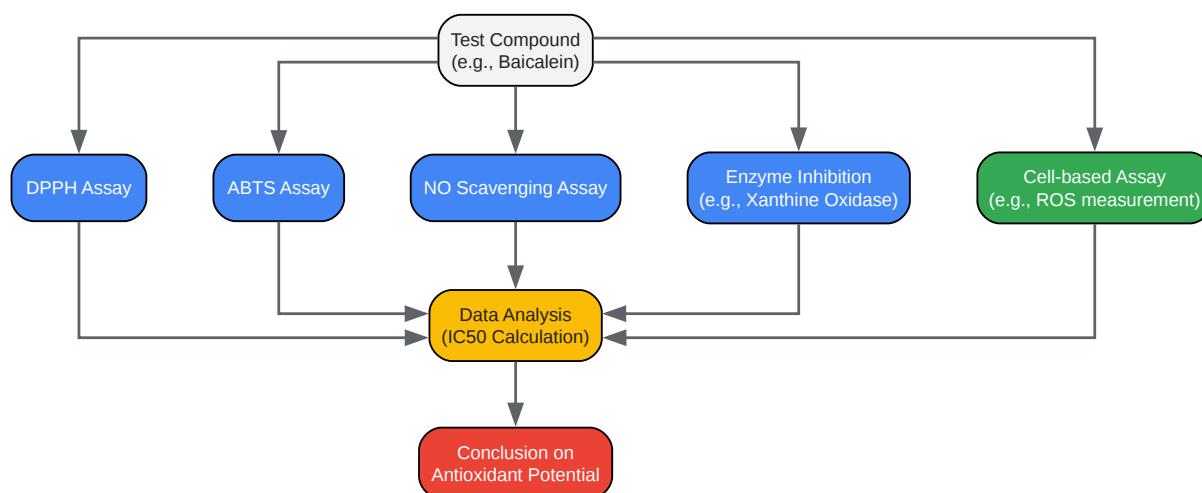 Test Compound
(e.g., Baicalein)
DPPH Assay
ABTS Assay
NO Scavenging Assay
Enzyme Inhibition
(e.g., Xanthine Oxidase)
Cell-based Assay
(e.g., ROS measurement)
Data Analysis
(IC50 Calculation)
Conclusion on
Antioxidant Potential